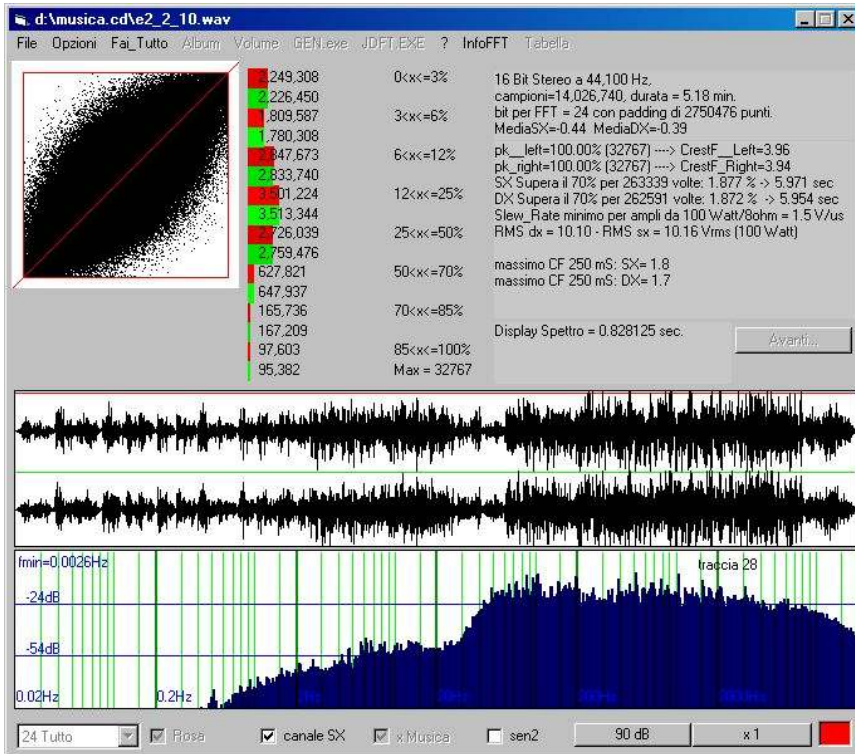 d:\musica.cd\e2_2_10.wav
File Opzioni Fai_Tutto Album Volume GEN.exe JDFT.EXE ? InfoFFT Tabella
2,249,308 0<x<=3%
2,226,450
1,809,587 3<x<=6%
1,780,308
2,847,673 6<x<=12%
2,833,740
3,501,224 12<x<=25%
3,513,344
2,726,039 25<x<=50%
2,759,476
627,821 50<x<=70%
647,937
165,736 70<x<=85%
167,209
97,603 85<x<=100%
95,382 Max = 32767
16 Bit Stereo a 44,100 Hz,
campioni=14,026,740, durata = 5.18 min.
bit per FFT = 24 con padding di 2750476 punti.
MediaSX=-0.44 MediaDX=-0.39
pk__left=100.00% (32767) ----> CrestF__Left=3.96
pk_right=100.00% (32767) ----> CrestF_Right=3.94
SX Supera il 70% per 263339 volte: 1.877 % -> 5.971 sec
DX Supera il 70% per 262591 volte: 1.872 % -> 5.954 sec
Slew_Rate minimo per ampli da 100 Watt/8ohm = 1.5 V/us
RMS dx = 10.10 - RMS sx = 10.16 Vrms (100 Watt)
massimo CF 250 mS: SX= 1.8
massimo CF 250 mS: DX= 1.7
Display Spettro = 0.828125 sec.
Avanti...
fmin=0.0026Hz traccia 28
-24dB
-54dB
0.02Hz 0.2Hz 2Hz 20Hz 200Hz 2000Hz
24 Tutto Rosa canale SX x Musica sen2 90 dB x 1